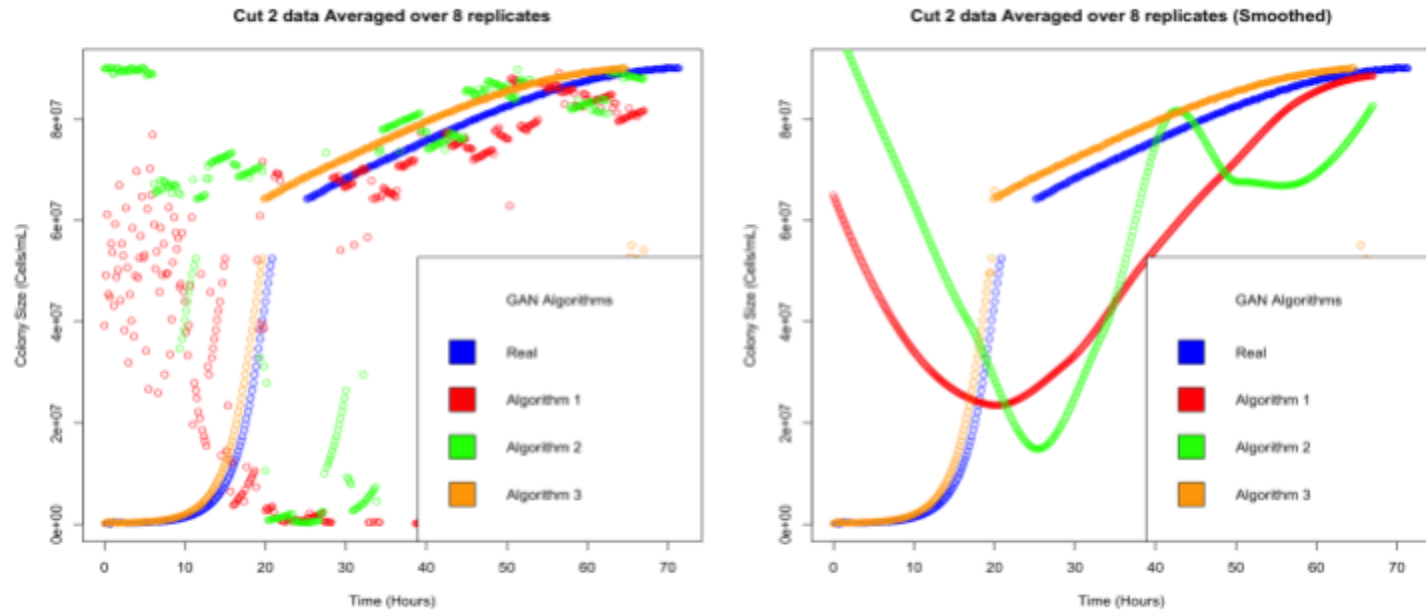 Cut 2 data Averaged over 8 replicates
Colony Size (Cells/mL)
8e+07
6e+07
4e+07
2e+07
0e+00
GAN Algorithms
Real
Algorithm 1
Algorithm 2
Algorithm 3
0 10 20 30 40 50 60 70
Time (Hours)
Cut 2 data Averaged over 8 replicates (Smoothed)
Colony Size (Cells/mL)
8e+07
6e+07
4e+07
2e+07
0e+00
GAN Algorithms
Real
Algorithm 1
Algorithm 2
Algorithm 3
0 10 20 30 40 50 60 70
Time (Hours)